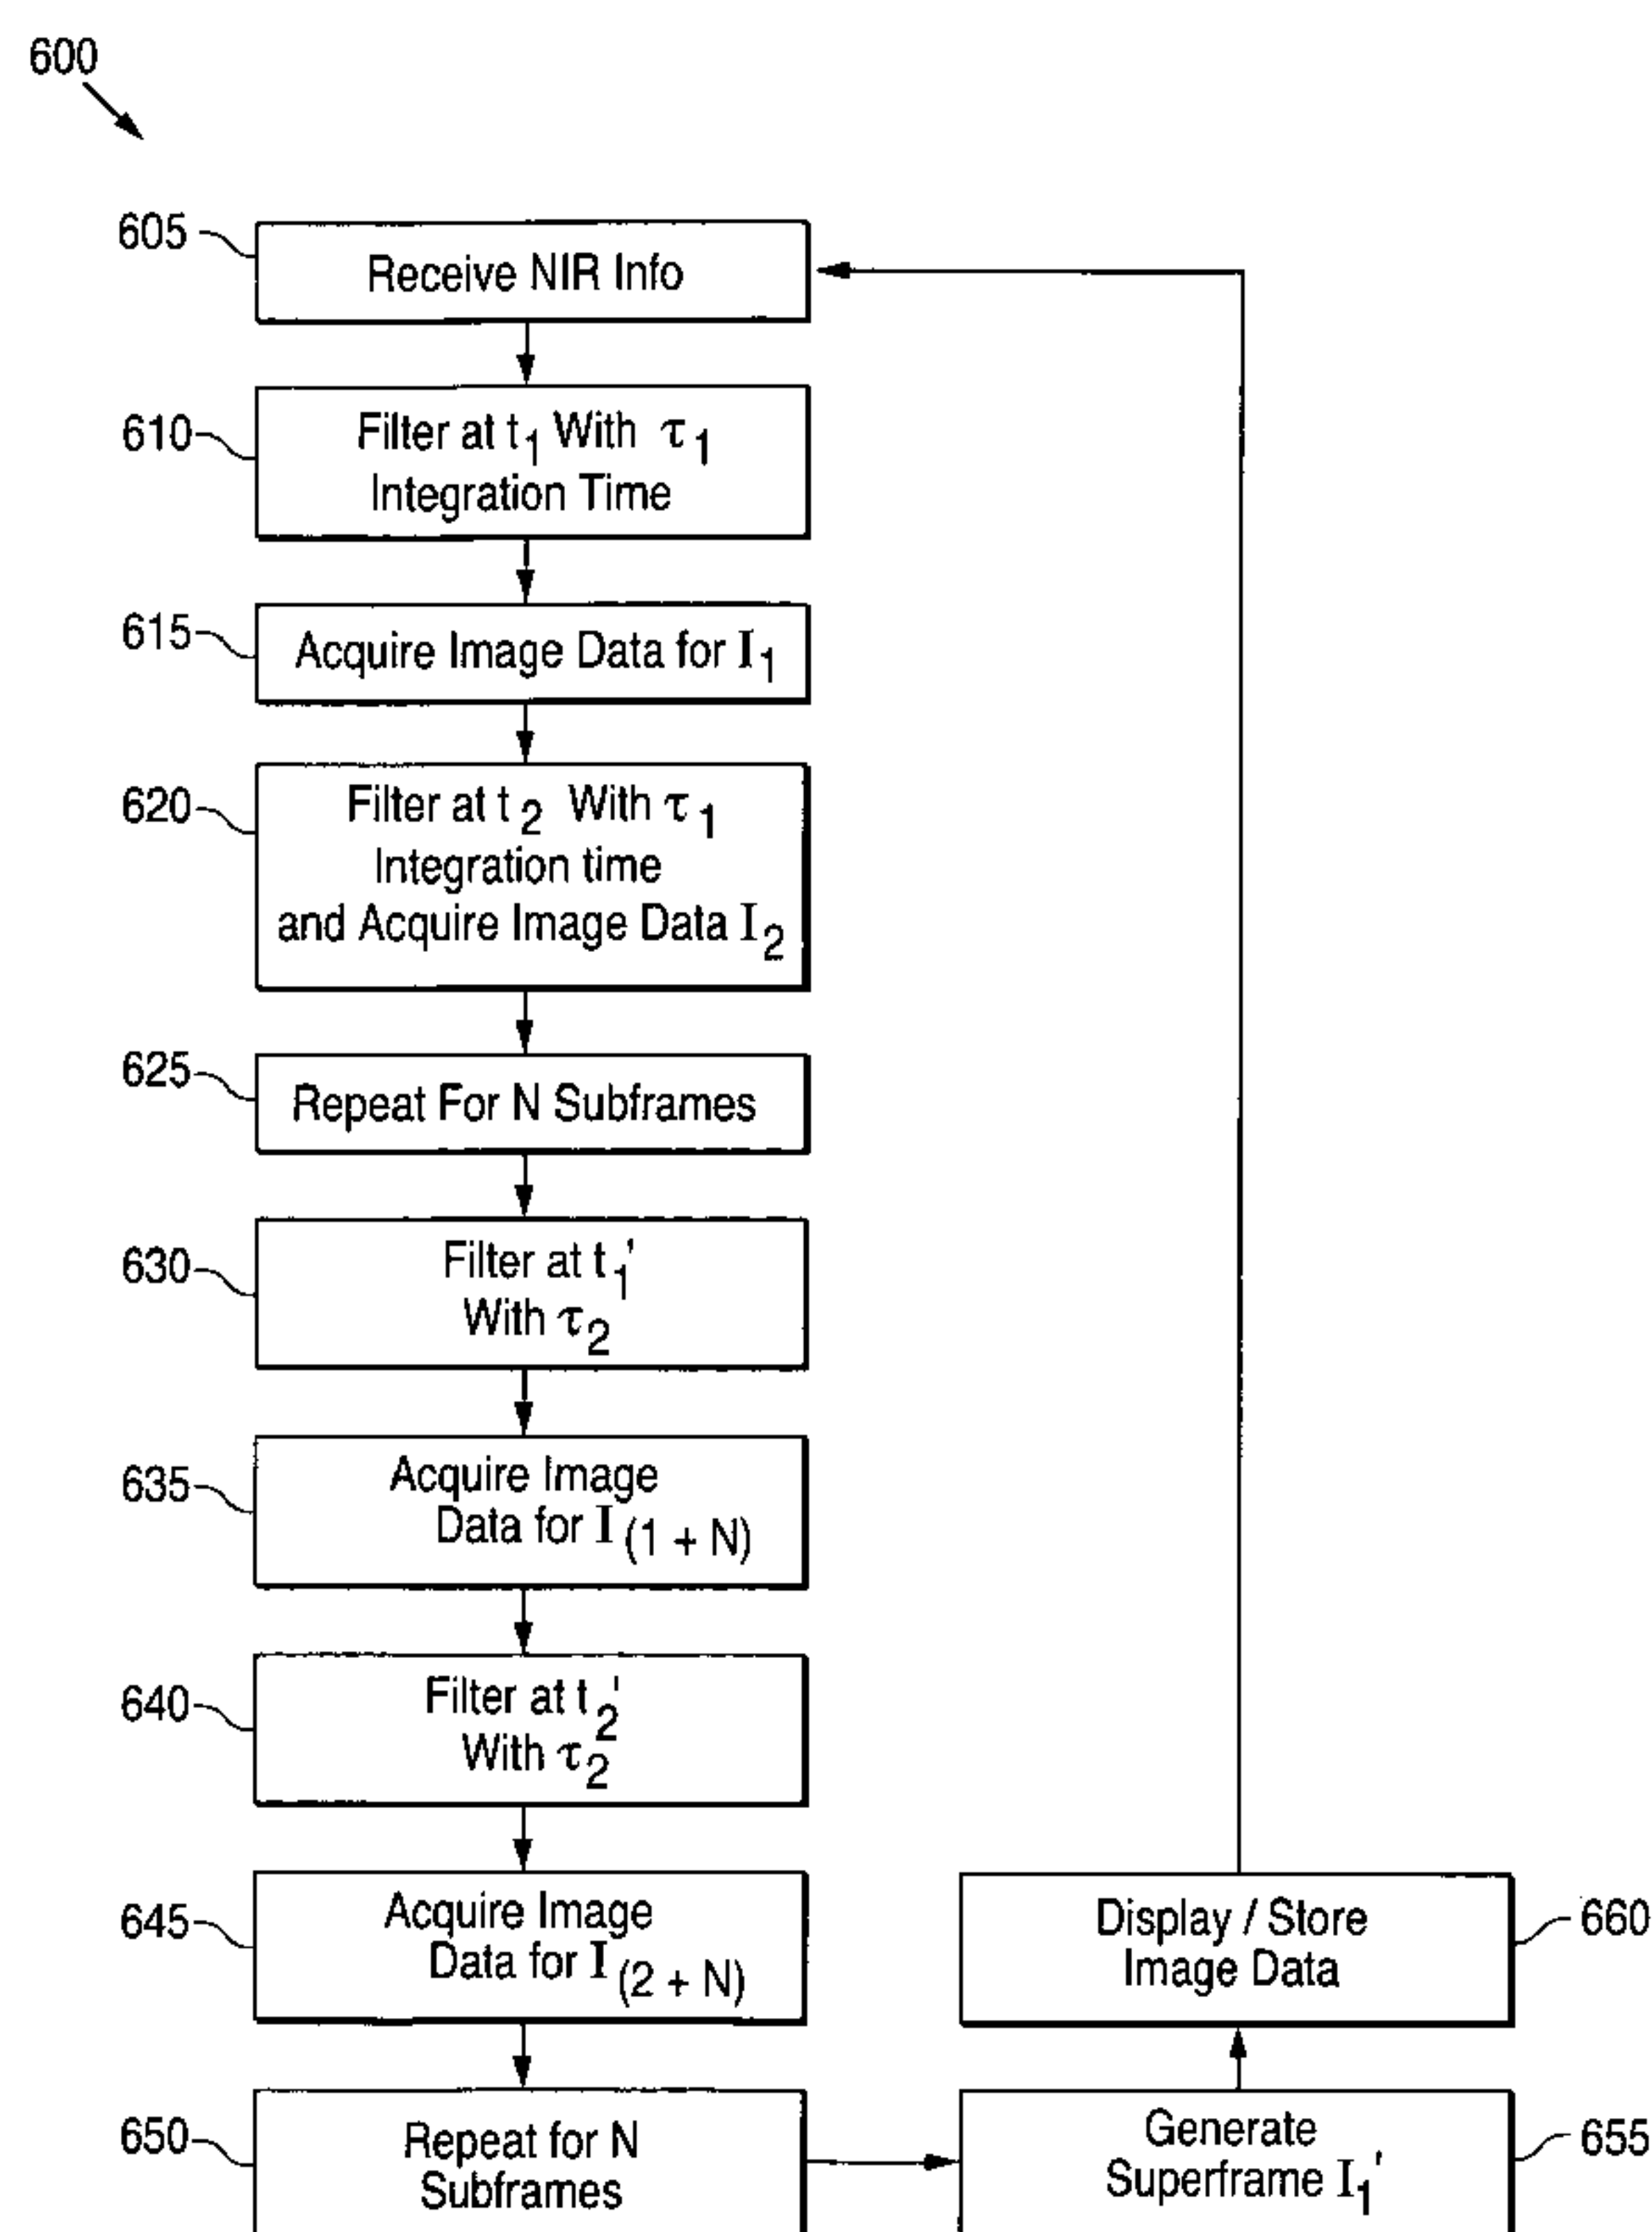 600
605
Receive NIR Info
610
Filter at t₁ With τ₁
Integration Time
615
Acquire Image Data for I₁
620
Filter at t₂ With τ₁
Integration time
and Acquire Image Data I₂
625
Repeat For N Subframes
630
Filter at t₁'
With τ₂
635
Acquire Image
Data for I₍₁ ₊ N₎
640
Filter at t₂'
With τ₂
645
Acquire Image
Data for I₍₂ ₊ N₎
650
Repeat for N
Subframes
Display / Store
Image Data
660
Generate
Superframe I₁'
655